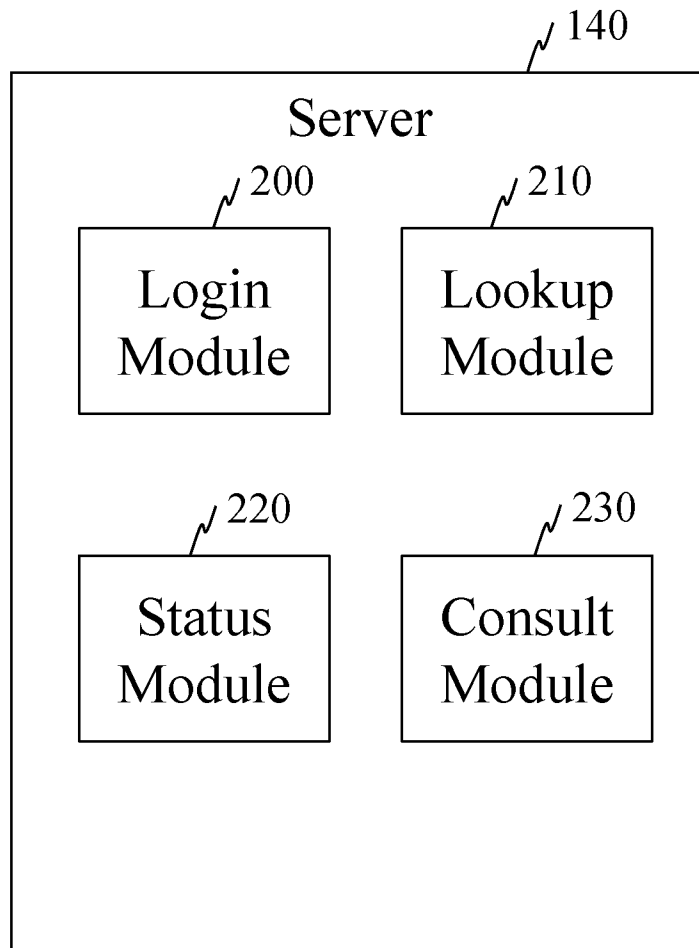 140
Server
200
210
Login
Module
Lookup
Module
220
230
Status
Module
Consult
Module